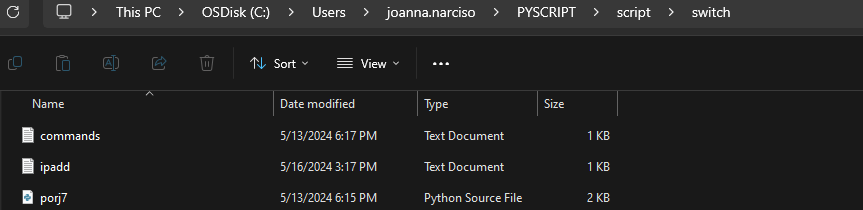 This PC > OSDisk (C:) > Users > joanna.narciso > PYSCRIPT > script > switch
Sort View ...
Name Date modified Type Size
commands 5/13/2024 6:17 PM Text Document 1 KB
ipadd 5/16/2024 3:17 PM Text Document 1 KB
porj7 5/13/2024 6:15 PM Python Source File 2 KB